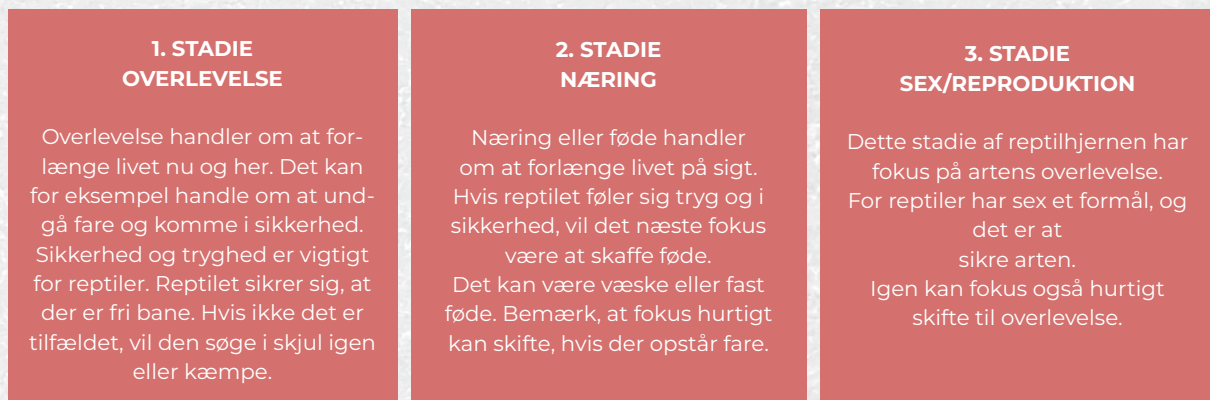 1. STADIE
OVERLEVELSE
Overlevelse handler om at for-
længe livet nu og her. Det kan
for eksempel handle om at und-
gå fare og komme i sikkerhed.
Sikkerhed og tryghed er vigtigt
for reptiler. Reptilet sikrer sig, at
der er fri bane. Hvis ikke det er
tilfældet, vil den søge i skjul igen
eller kæmpe.
2. STADIE
NÆRING
Næring eller føde handler
om at forlænge livet på sigt.
Hvis reptilet føler sig tryg og i
sikkerhed, vil det næste fokus
være at skaffe føde.
Det kan være væske eller fast
føde. Bemærk, at fokus hurtigt
kan skifte, hvis der opstår fare.
3. STADIE
SEX/REPRODUKTION
Dette stadie af reptilhjernen har
fokus på artens overlevelse.
For reptiler har sex et formål, og
det er at
sikre arten.
Igen kan fokus også hurtigt
skifte til overlevelse.